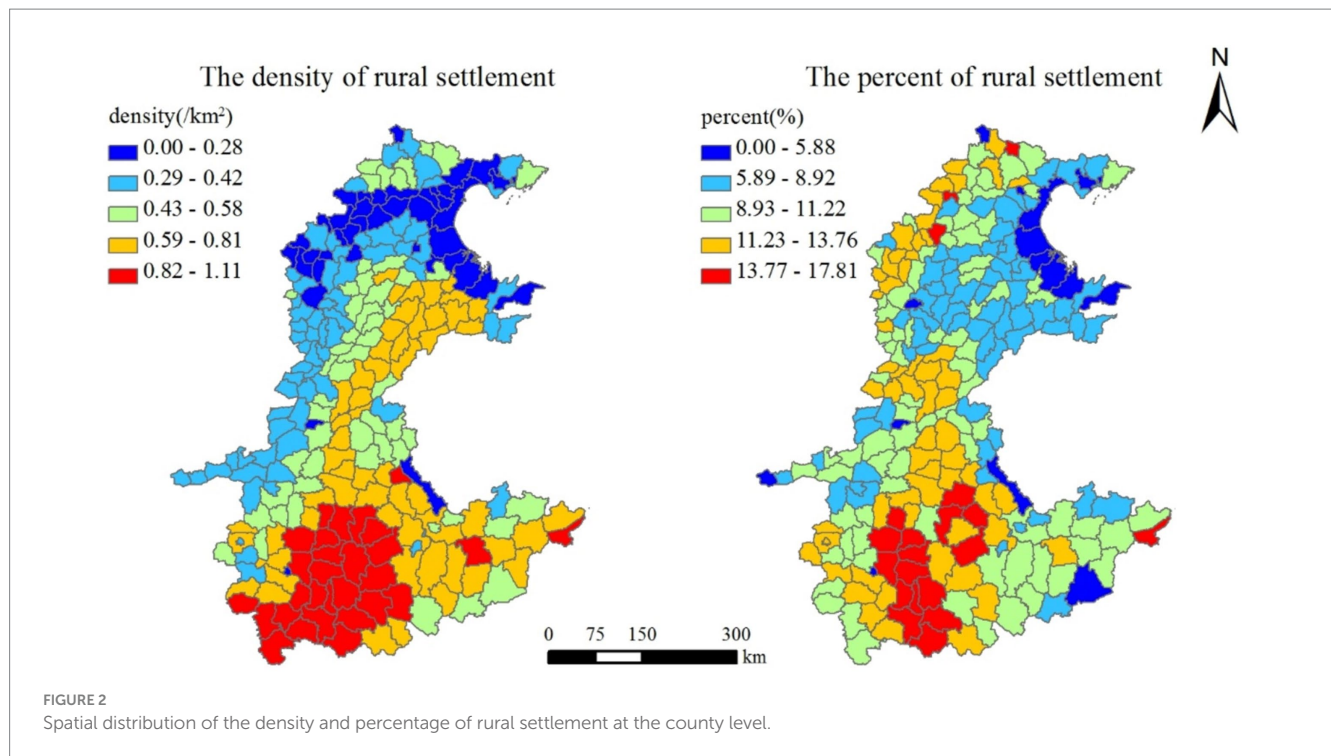 The density of rural settlement
density(/km²)
0.00 - 0.28
0.29 - 0.42
0.43 - 0.58
0.59 - 0.81
0.82 - 1.11
The percent of rural settlement
percent(%)
0.00 - 5.88
5.89 - 8.92
8.93 - 11.22
11.23 - 13.76
13.77 - 17.81
N
0 75 150 300
km
FIGURE 2
Spatial distribution of the density and percentage of rural settlement at the county level.